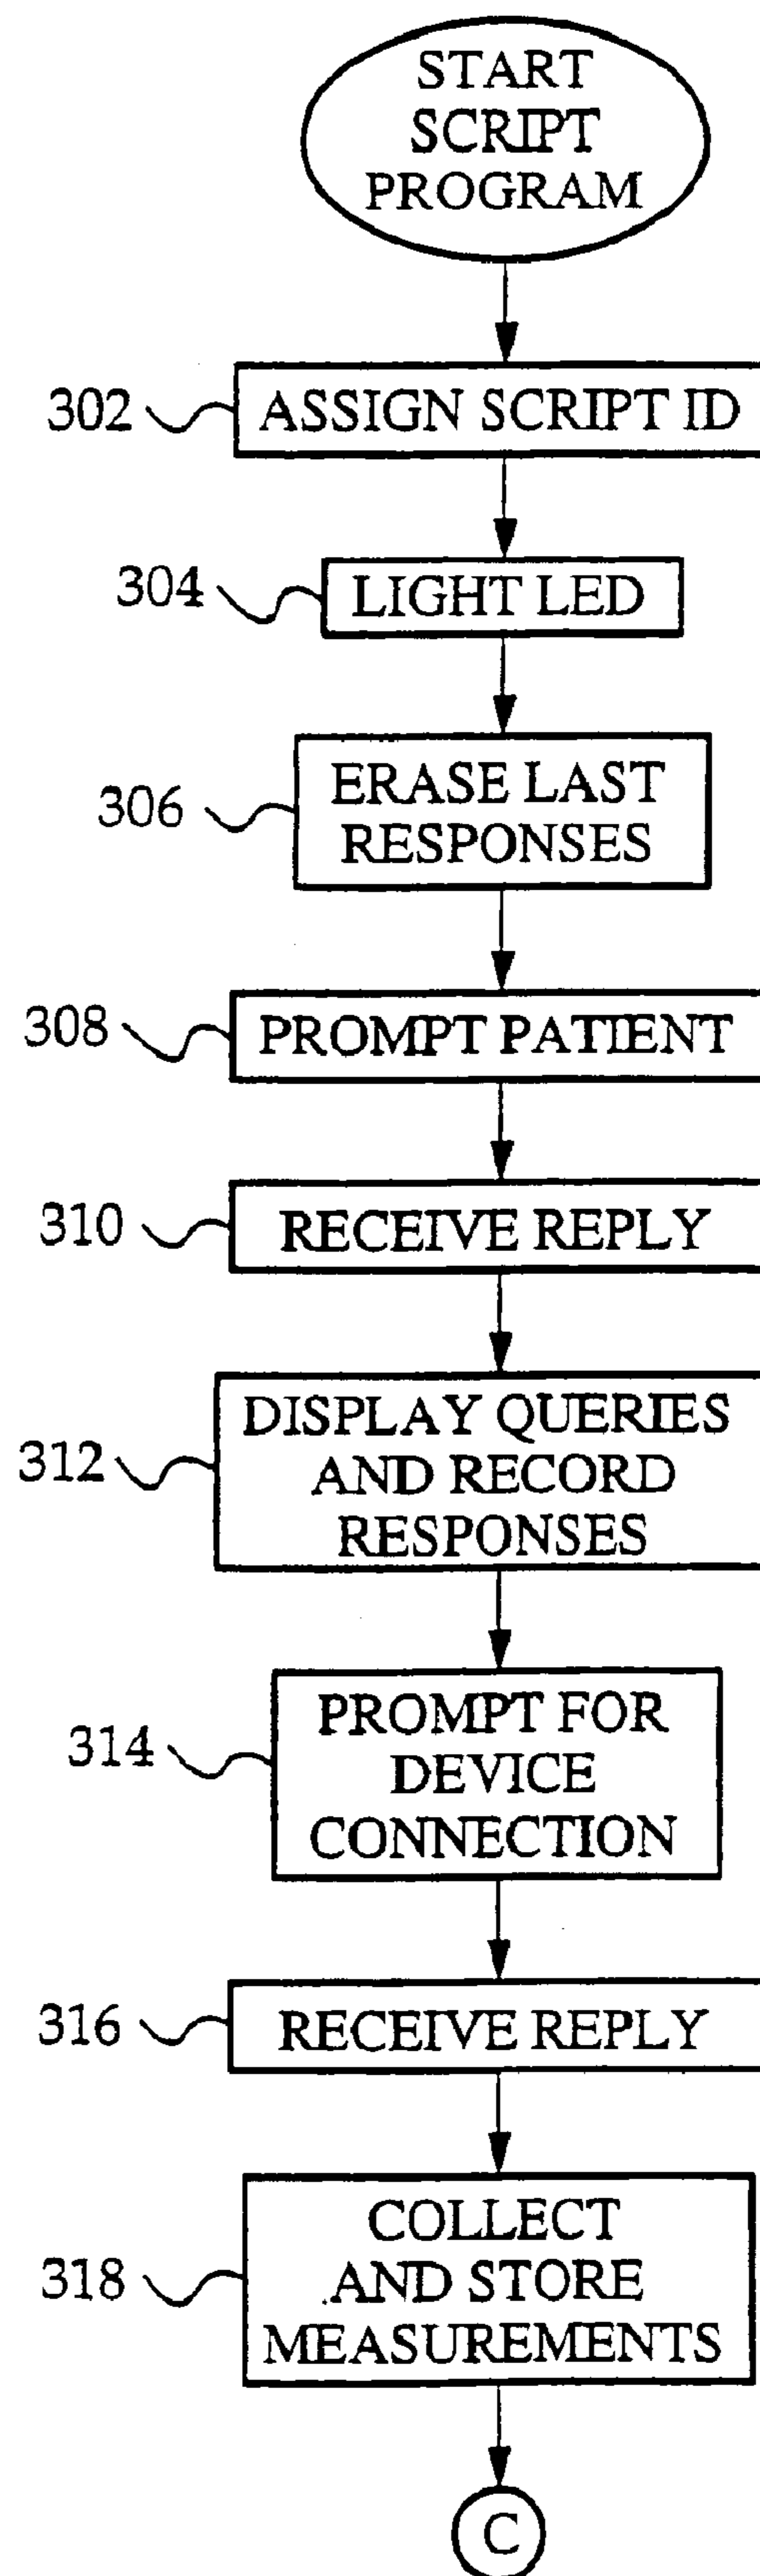 START
SCRIPT
PROGRAM
302 ASSIGN SCRIPT ID
304 LIGHT LED
306 ERASE LAST
RESPONSES
308 PROMPT PATIENT
310 RECEIVE REPLY
312 DISPLAY QUERIES
AND RECORD
RESPONSES
314 PROMPT FOR
DEVICE
CONNECTION
316 RECEIVE REPLY
318 COLLECT
AND STORE
MEASUREMENTS
C